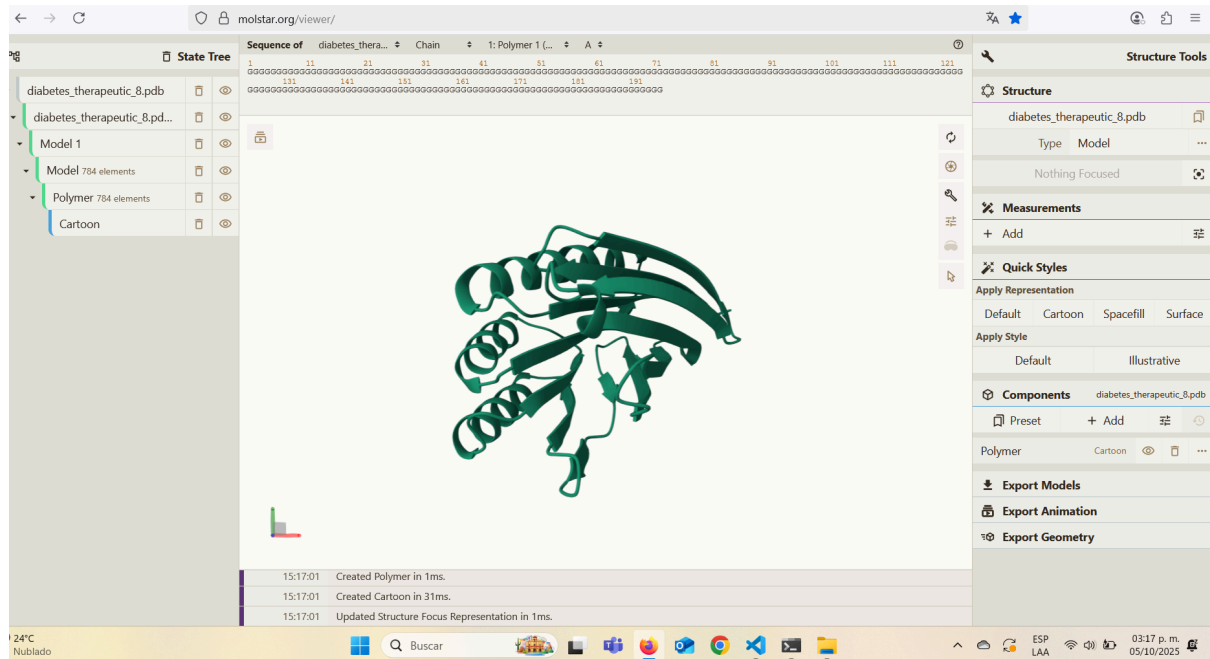 molstar.org/viewer/
State Tree
diabetes_therapeutic_8.pdb
diabetes_therapeutic_8.pd...
Model 1
Model 784 elements
Polymer 784 elements
Cartoon
Sequence of diabetes_thera... Chain 1: Polymer 1 (... A
1 11 21 31 41 51 61 71 81 91 101 111 121
131 141 151 161 171 181 191
Structure Tools
Structure
diabetes_therapeutic_8.pdb
Type Model
Nothing Focused
Measurements
+ Add
Quick Styles
Apply Representation
Default Cartoon Spacefill Surface
Apply Style
Default Illustrative
Components diabetes_therapeutic_8.pdb
Preset + Add
Polymer Cartoon
Export Models
Export Animation
Export Geometry
15:17:01 Created Polymer in 1ms.
15:17:01 Created Cartoon in 31ms.
15:17:01 Updated Structure Focus Representation in 1ms.
24°C
Nublado
Buscar
ESP
LAA
03:17 p. m.
05/10/2025